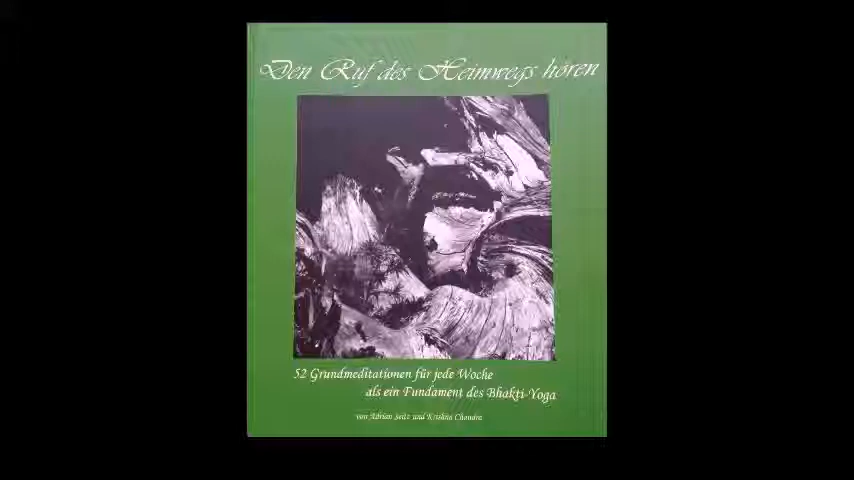 Den Ruf des Heimwegs hören
52 Grundmeditationen für jede Woche
als ein Fundament des Bhakti-Yoga
von Adrian Seitz und Krishna Chandra